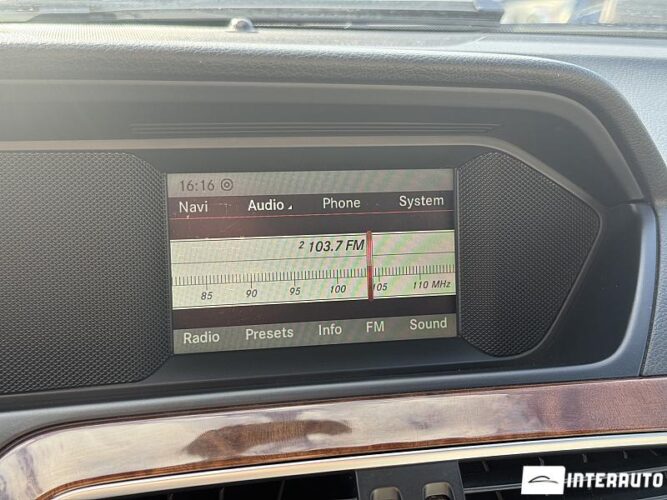 16:16
Navi Audio Phone System
2 103.7 FM
85 90 95 100 105 110 MHz
Radio Presets Info FM Sound
INTERAUTO